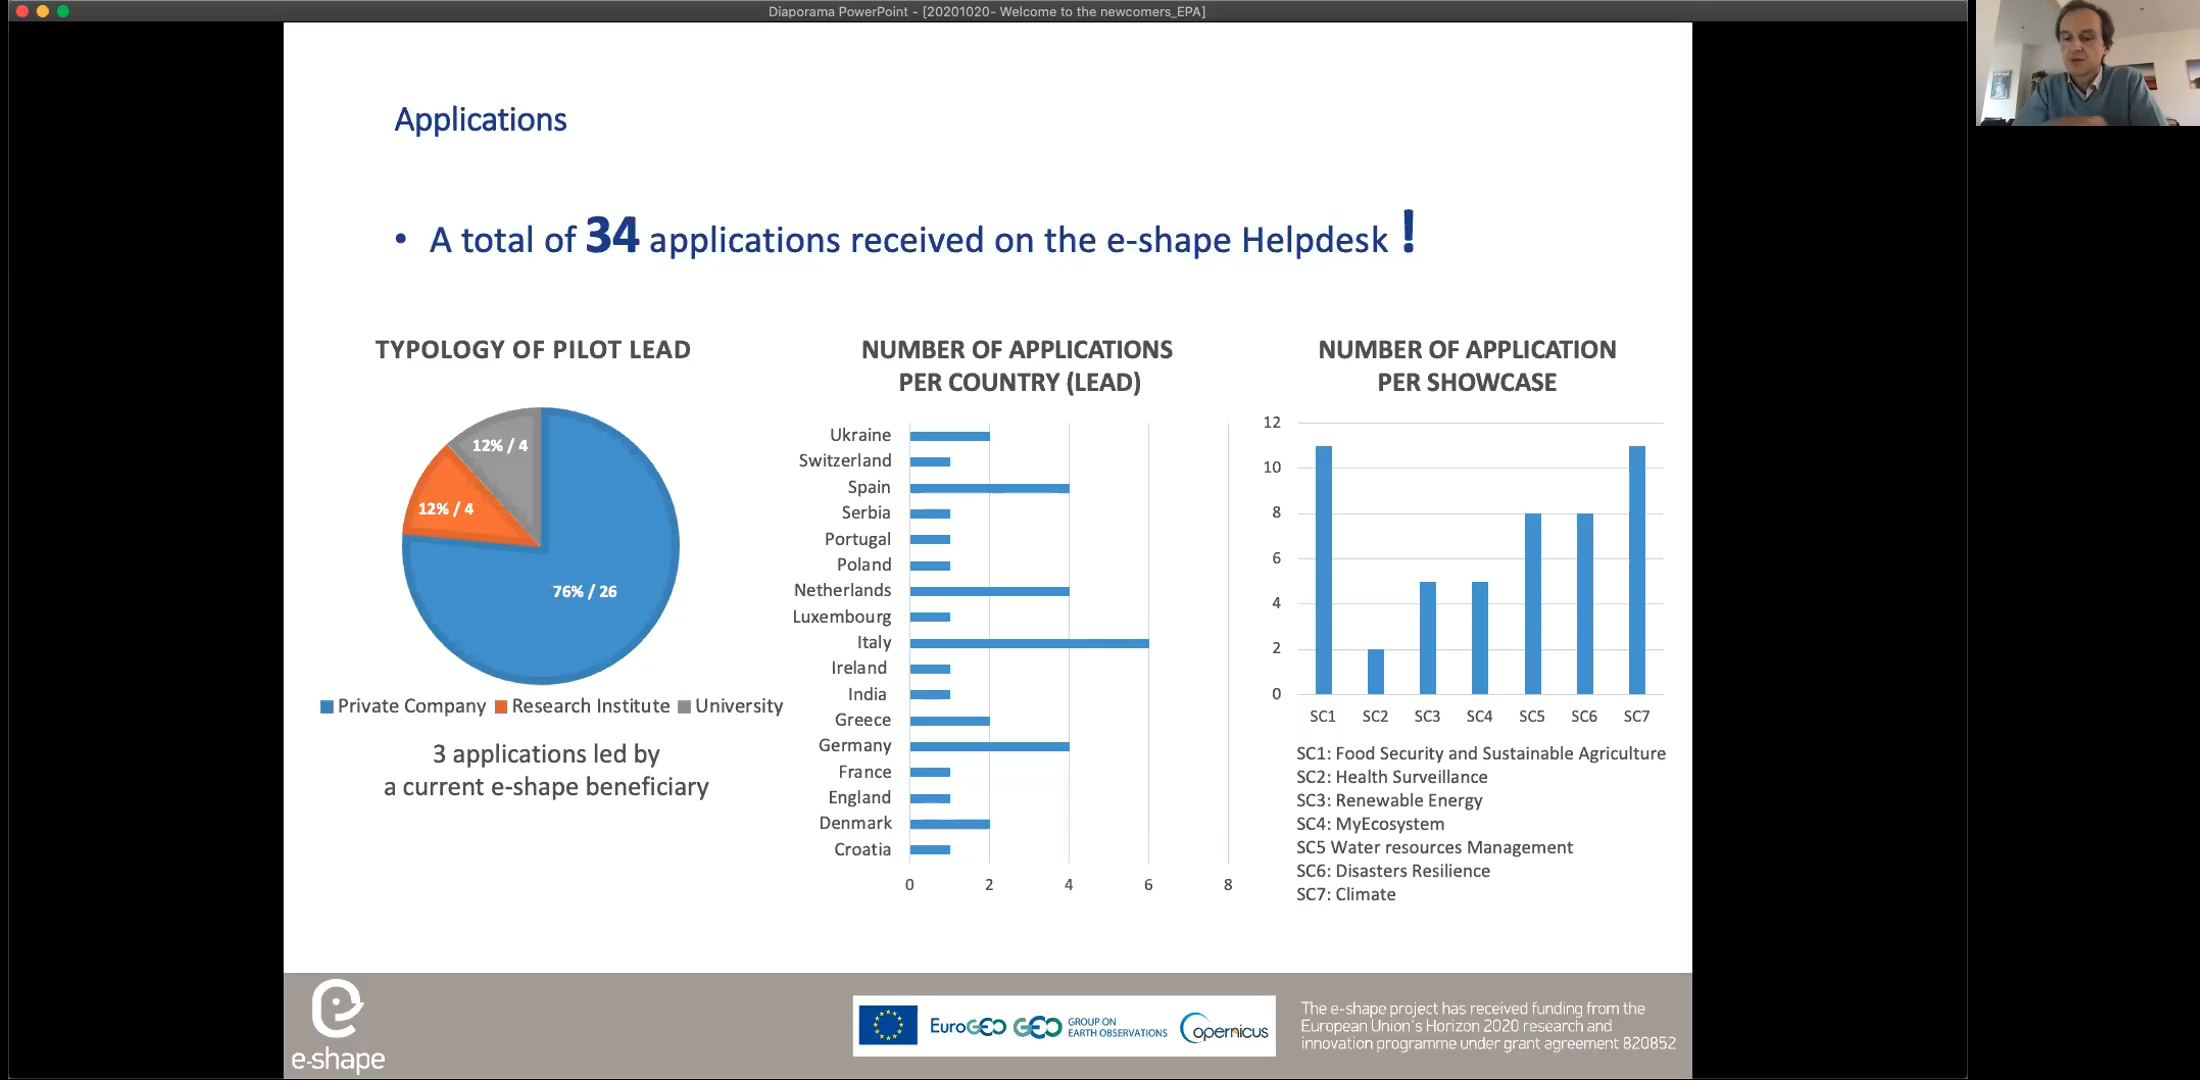 Diaporama PowerPoint - [20201020- Welcome to the newcomers_EPA]
Applications
• A total of 34 applications received on the e-shape Helpdesk !
TYPOLOGY OF PILOT LEAD
12% / 4
12% / 4
76% / 26
Private Company Research Institute University
3 applications led by
a current e-shape beneficiary
NUMBER OF APPLICATIONS
PER COUNTRY (LEAD)
Ukraine
Switzerland
Spain
Serbia
Portugal
Poland
Netherlands
Luxembourg
Italy
Ireland
India
Greece
Germany
France
England
Denmark
Croatia
0 2 4 6 8
NUMBER OF APPLICATION
PER SHOWCASE
12
10
8
6
4
2
0
SC1 SC2 SC3 SC4 SC5 SC6 SC7
SC1: Food Security and Sustainable Agriculture
SC2: Health Surveillance
SC3: Renewable Energy
SC4: MyEcosystem
SC5 Water resources Management
SC6: Disasters Resilience
SC7: Climate
e-shape
EuroGEO
GEO
GROUP ON
EARTH OBSERVATIONS
Copernicus
The e-shape project has received funding from the
European Union's Horizon 2020 research and
innovation programme under grant agreement 820852